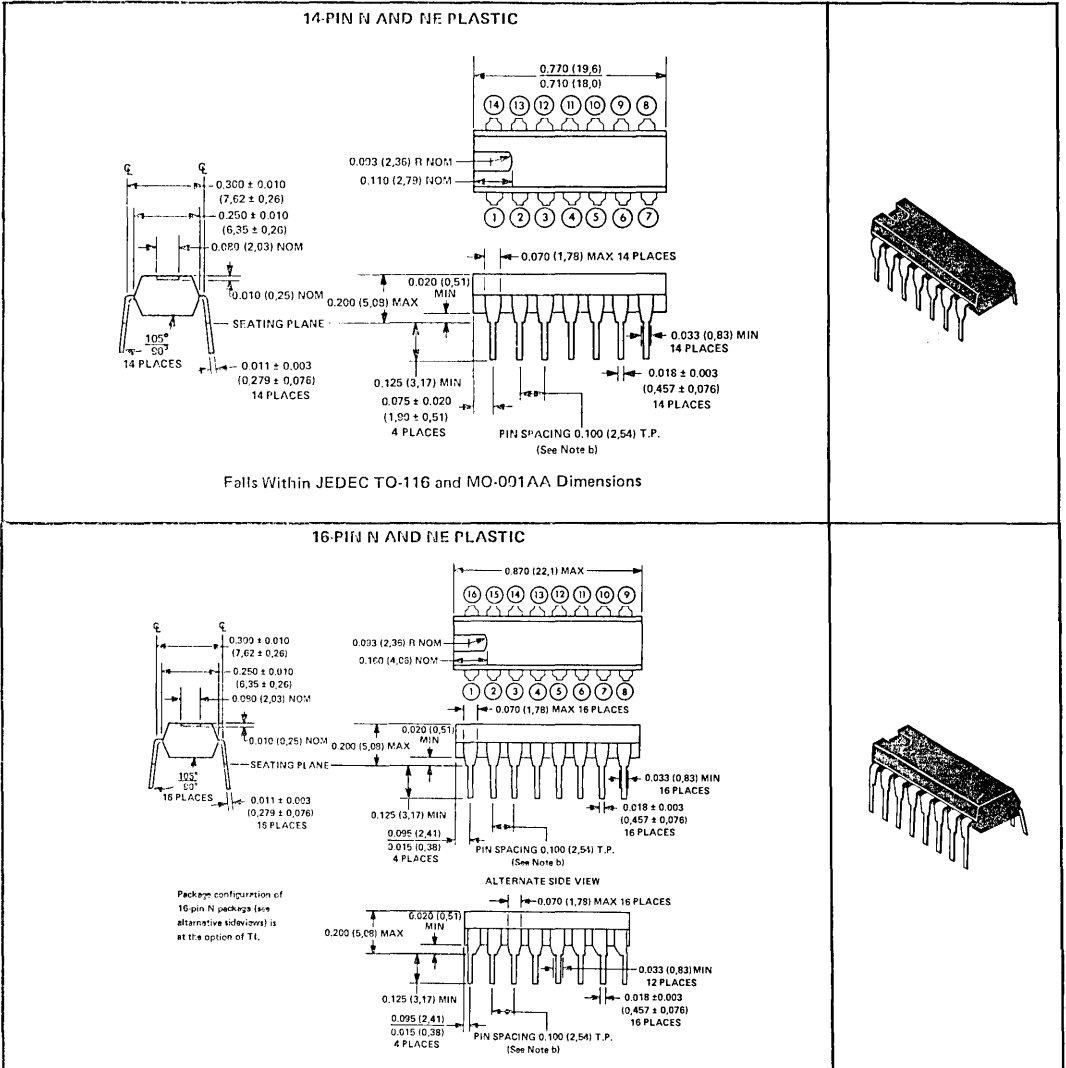 14-PIN N AND NE PLASTIC
0.770 (19,6)
0.710 (18,0)
14 13 12 11 10 9 8
0.093 (2,36) R NOM
0.110 (2,79) NOM
1 2 3 4 5 6 7
℄ ℄
0.300 ± 0.010
(7,62 ± 0,26)
0.250 ± 0.010
(6,35 ± 0,26)
0.080 (2,03) NOM
0.010 (0,25) NOM
0.070 (1,78) MAX 14 PLACES
0.020 (0,51)
MIN
0.200 (5,08) MAX
SEATING PLANE
105°
90°
14 PLACES
0.011 ± 0.003
(0,279 ± 0,076)
14 PLACES
0.033 (0,83) MIN
14 PLACES
0.125 (3,17) MIN
0.018 ± 0.003
(0,457 ± 0,076)
14 PLACES
0.075 ± 0.020
(1,90 ± 0,51)
4 PLACES
PIN SPACING 0.100 (2,54) T.P.
(See Note b)
Falls Within JEDEC TO-116 and MO-001AA Dimensions
16-PIN N AND NE PLASTIC
0.870 (22,1) MAX
16 15 14 13 12 11 10 9
0.093 (2,36) R NOM
0.160 (4,06) NOM
1 2 3 4 5 6 7 8
℄ ℄
0.300 ± 0.010
(7,62 ± 0,26)
0.250 ± 0.010
(6,35 ± 0,26)
0.080 (2,03) NOM
0.010 (0,25) NOM
0.070 (1,78) MAX 16 PLACES
0.020 (0,51)
MIN
0.200 (5,08) MAX
SEATING PLANE
105°
90°
16 PLACES
0.011 ± 0.003
(0,279 ± 0,076)
16 PLACES
0.033 (0,83) MIN
16 PLACES
0.125 (3,17) MIN
0.018 ± 0.003
(0,457 ± 0,076)
16 PLACES
0.095 (2,41)
0.015 (0,38)
4 PLACES
PIN SPACING 0.100 (2,54) T.P.
(See Note b)
ALTERNATE SIDE VIEW
Package configuration of
16-pin N package (see
alternative sideviews) is
at the option of TI.
0.070 (1,78) MAX 16 PLACES
0.020 (0,51)
MIN
0.200 (5,08) MAX
0.033 (0,83) MIN
12 PLACES
0.125 (3,17) MIN
0.018 ±0.003
(0,457 ± 0,076)
16 PLACES
0.095 (2,41)
0.015 (0,38)
4 PLACES
PIN SPACING 0.100 (2,54) T.P.
(See Note b)